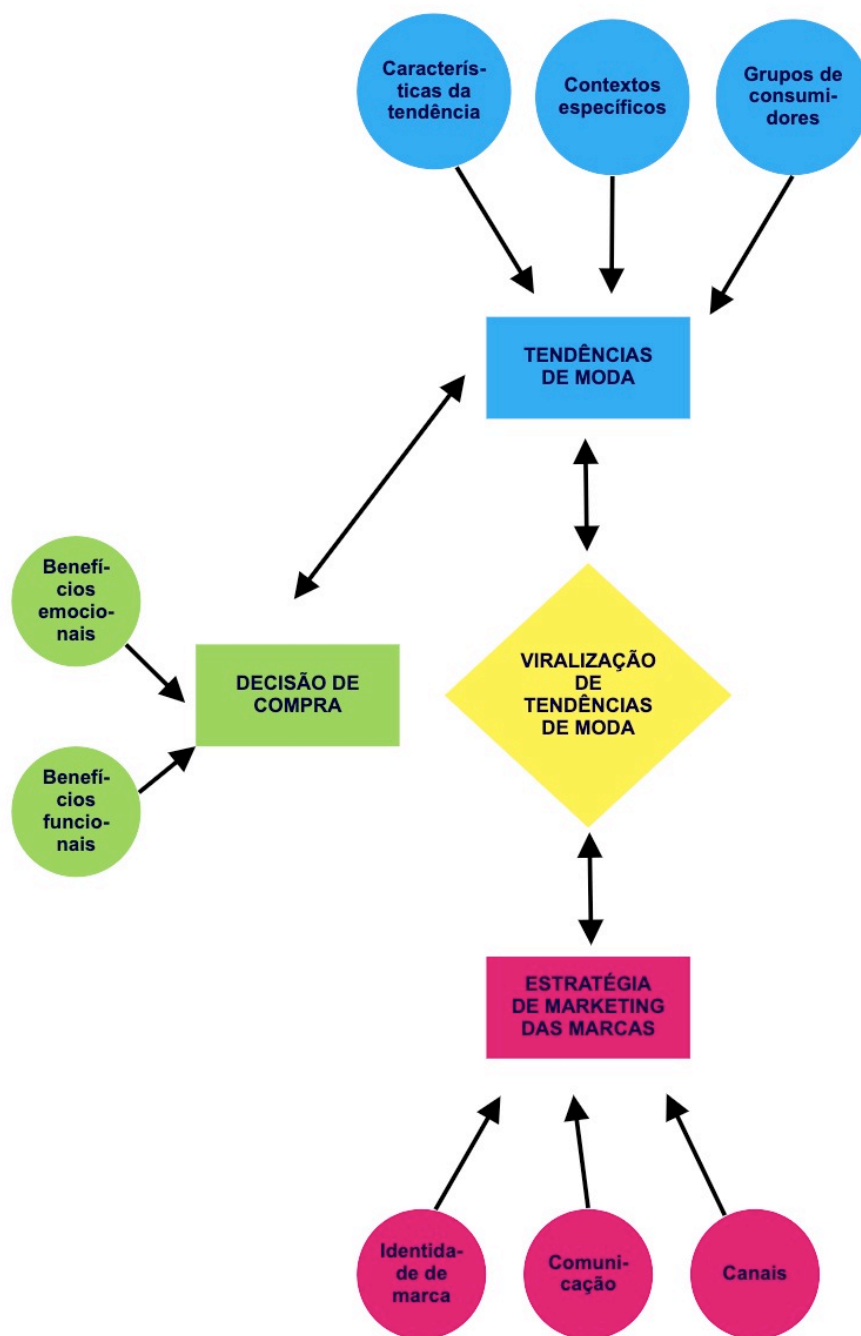 Caracterís-
ticas da
tendência
Contextos
específicos
Grupos de
consumi-
dores
TENDÊNCIAS
DE MODA
Benefí-
cios
emocio-
nais
DECISÃO DE
COMPRA
VIRALIZAÇÃO
DE
TENDÊNCIAS
DE MODA
Benefí-
cios
funcio-
nais
ESTRATÉGIA
DE MARKETING
DAS MARCAS
Identida-
de de
marca
Comuni-
cação
Canais